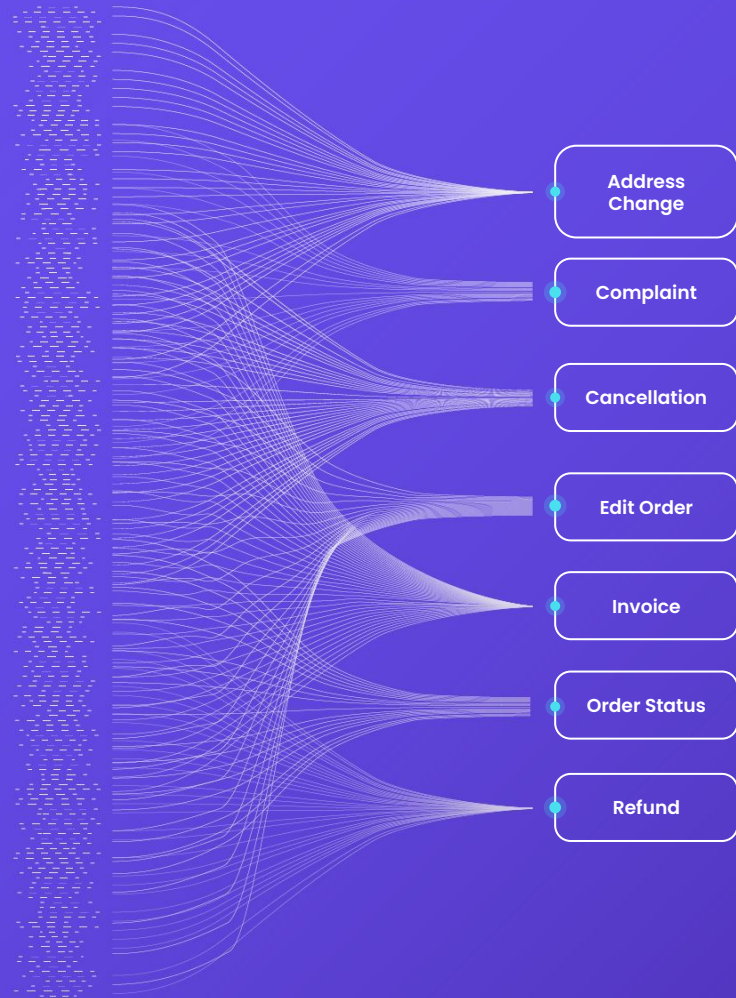 Address
Change
Complaint
Cancellation
Edit Order
Invoice
Order Status
Refund